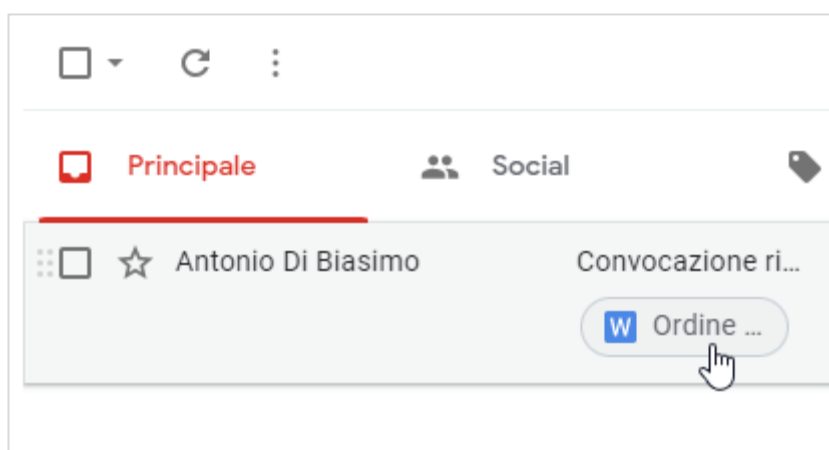 Principale Social
Antonio Di Biasimo Convocazione ri...
W Ordine ...